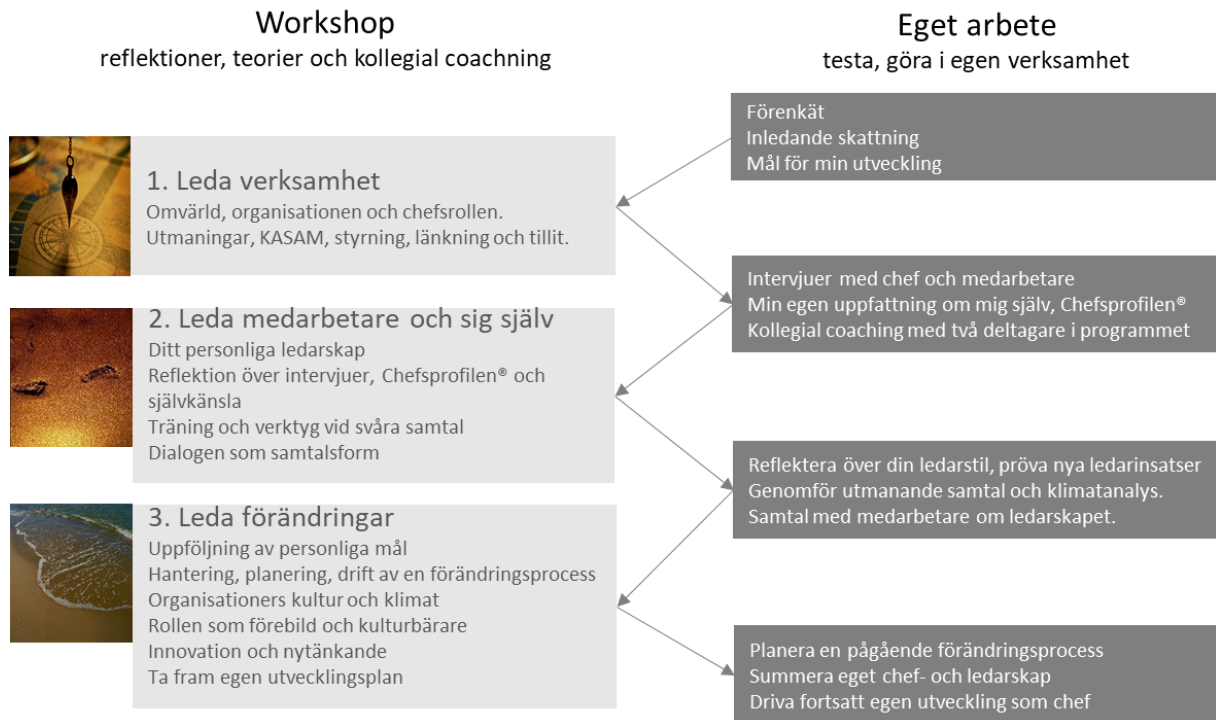 Workshop
reflektioner, teorier och kollegial coachning
Eget arbete
testa, göra i egen verksamhet
Förenkät
Inledande skattning
Mål för min utveckling
1. Leda verksamhet
Omvärld, organisationen och chefsrollen.
Utmaningar, KASAM, styrning, länkning och tillit.
Intervjuer med chef och medarbetare
Min egen uppfattning om mig själv, Chefsprofilen®
Kollegial coaching med två deltagare i programmet
2. Leda medarbetare och sig själv
Ditt personliga ledarskap
Reflektion över intervjuer, Chefsprofilen® och
självkänsla
Träning och verktyg vid svåra samtal
Dialogen som samtalsform
Reflektera över din ledarstil, pröva nya ledarinsatser
Genomför utmanande samtal och klimatanalys.
Samtal med medarbetare om ledarskapet.
3. Leda förändringar
Uppföljning av personliga mål
Hantering, planering, drift av en förändringsprocess
Organisationers kultur och klimat
Rollen som förebild och kulturbärare
Innovation och nytänkande
Ta fram egen utvecklingsplan
Planera en pågående förändringsprocess
Summera eget chef- och ledarskap
Driva fortsatt egen utveckling som chef